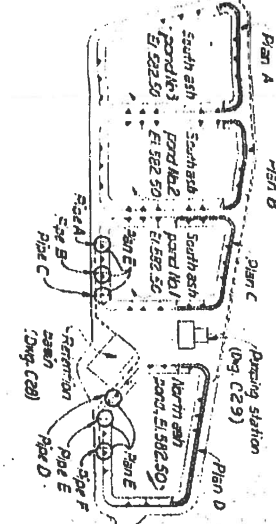 Plan A
South ash
pond No.3
El 582.50
Plan B
South ash
pond No.2
El 582.50
Plan C
South ash
pond No.1
El 582.50
Pumping station
(Dwg. C29)
Plan D
North ash
pond, El 582.50
Plan E
Pipe A
Pipe B
Pipe C
Retention
basin
(Dwg. C28)
Plan E
Pipe D
Pipe E
Pipe F